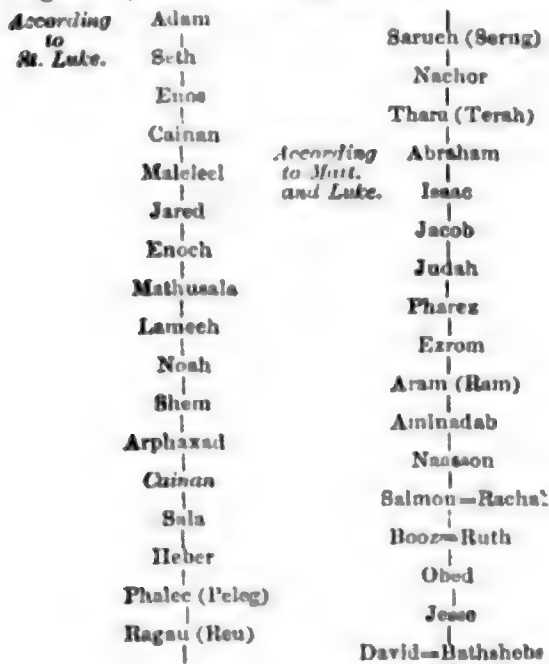 According
to
St. Luke.
Adam
Seth
Enos
Cainan
Maleleel
Jared
Enoch
Mathusala
Lamech
Noah
Shem
Arphaxad
Cainan
Sala
Heber
Phalec (Peleg)
Ragau (Reu)
Saruch (Serug)
Nachor
Thara (Terah)
According
to Matt.
and Luke.
Abraham
Isaac
Jacob
Judah
Pharez
Ezrom
Aram (Ram)
Aminadab
Naasson
Salmon=Rachab
Booz=Ruth
Obed
Jesse
David=Bathsheba